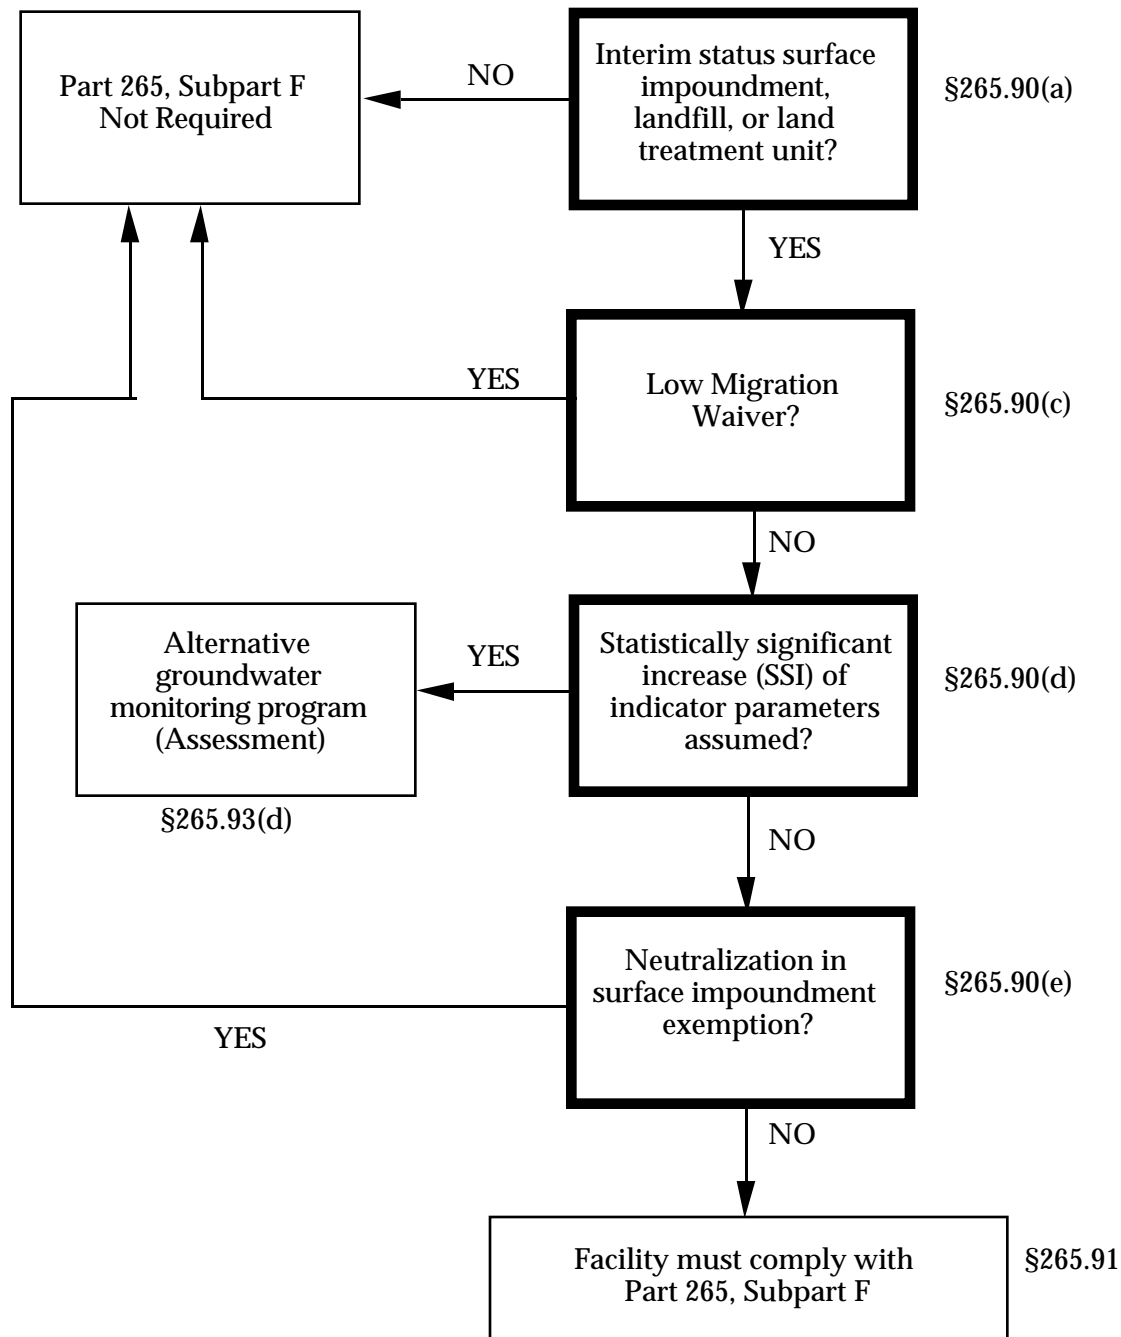 Part 265, Subpart F
Not Required
NO
Interim status surface
impoundment,
landfill, or land
treatment unit?
§265.90(a)
YES
YES
Low Migration
Waiver?
§265.90(c)
NO
Alternative
groundwater
monitoring program
(Assessment)
§265.93(d)
YES
Statistically significant
increase (SSI) of
indicator parameters
assumed?
§265.90(d)
NO
Neutralization in
surface impoundment
exemption?
§265.90(e)
YES
NO
Facility must comply with
Part 265, Subpart F
§265.91